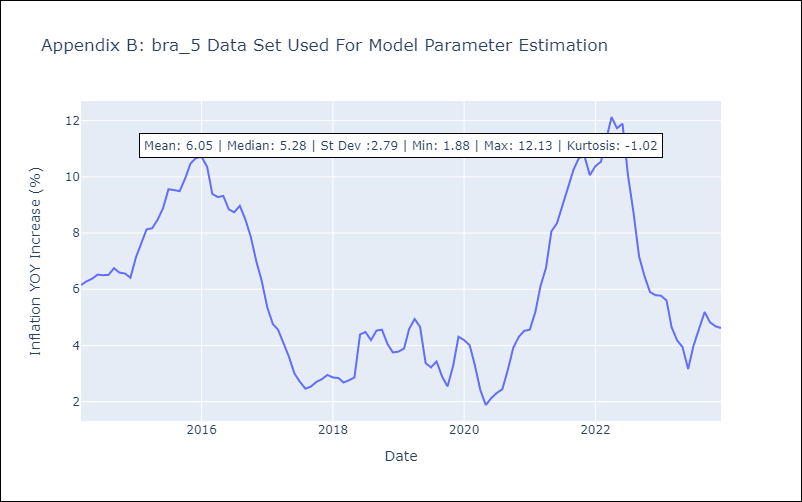 Appendix B: bra_5 Data Set Used For Model Parameter Estimation
Mean: 6.05 | Median: 5.28 | St Dev :2.79 | Min: 1.88 | Max: 12.13 | Kurtosis: -1.02
Inflation YOY Increase (%)
12
10
8
6
4
2
2016
2018
2020
2022
Date